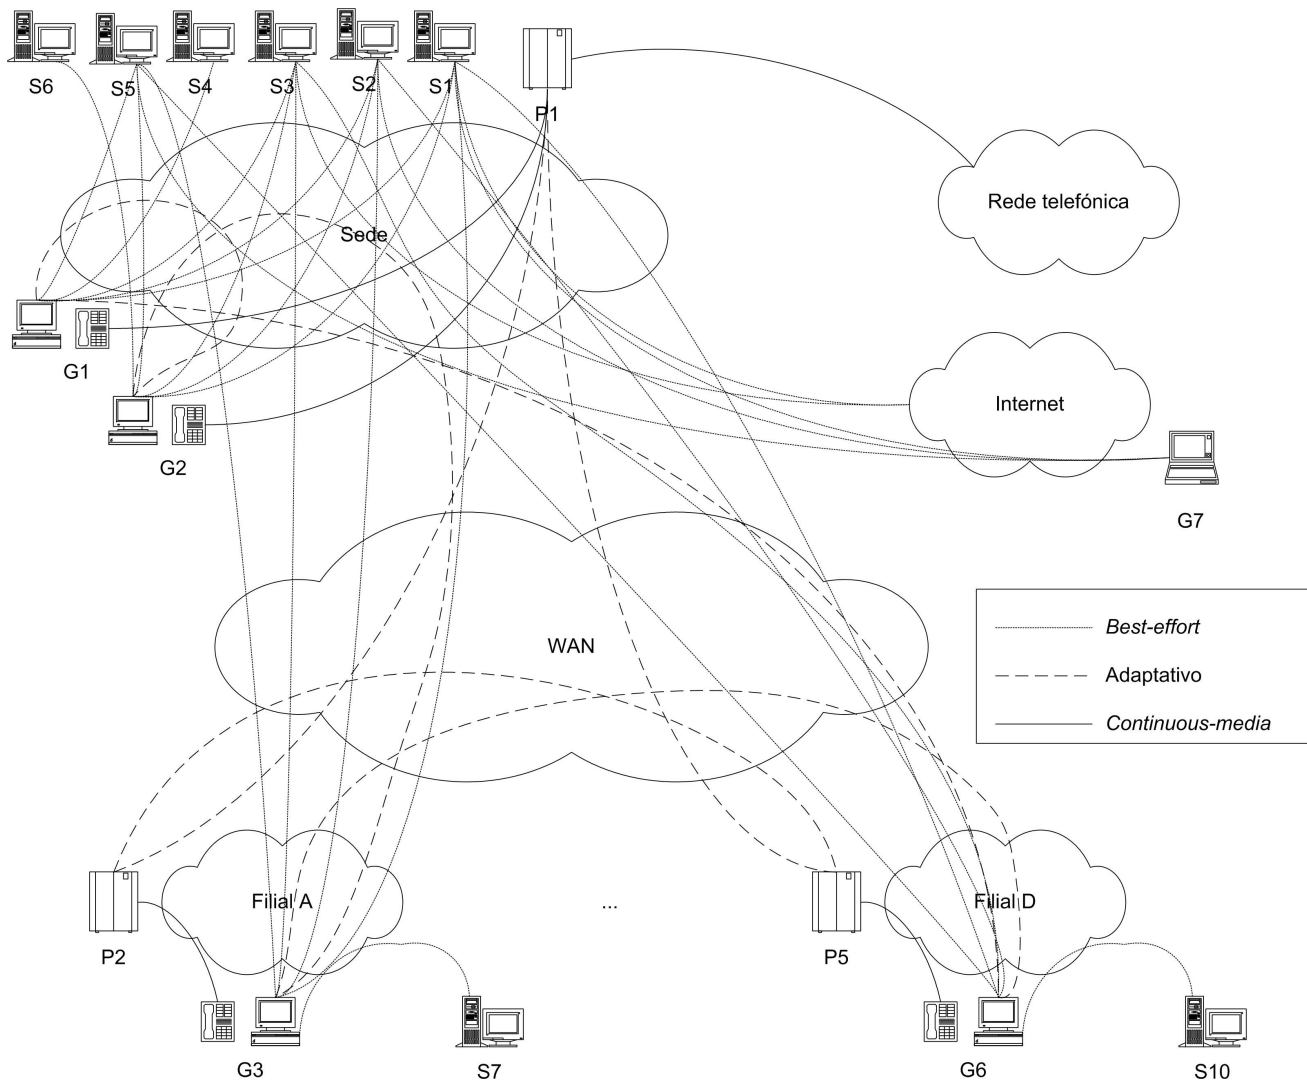 S6
S5
S4
S3
S2
S1
P1
Rede telefónica
Sede
G1
Internet
G2
G7
WAN
Best-effort
Adaptativo
Continuous-media
Filial A
...
Filial D
P2
P5
G3
S7
G6
S10